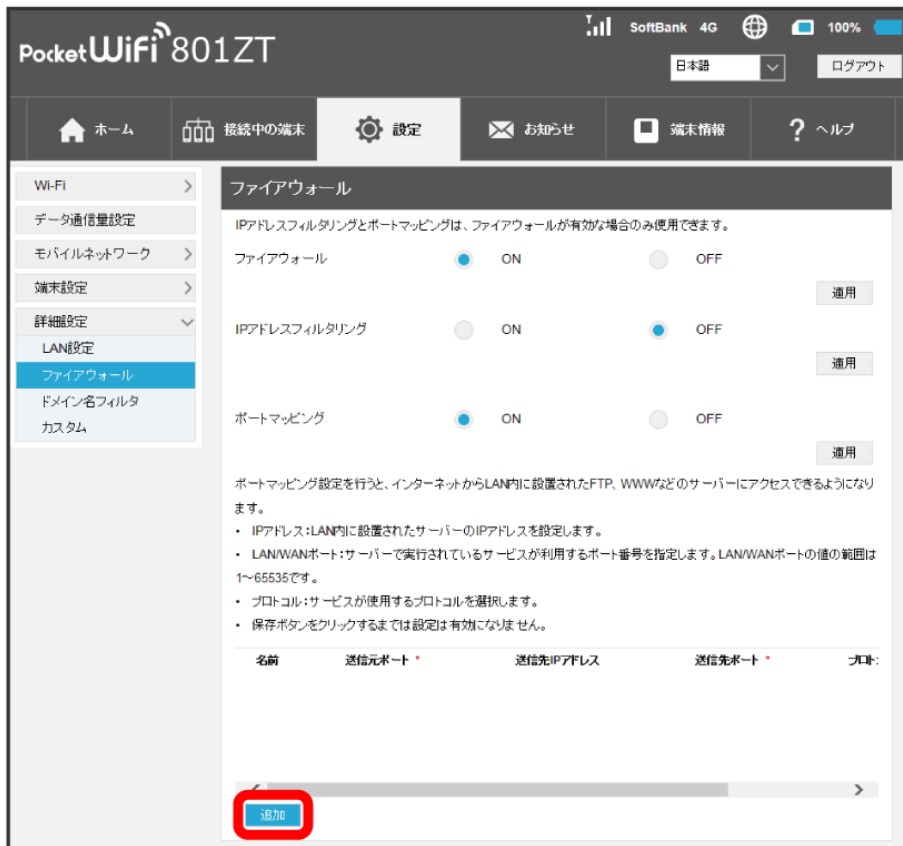 SoftBank 4G 100%
PocketWiFi 801ZT
日本語
ログアウト
ホーム
接続中の端末
設定
お知らせ
端末情報
? ヘルプ
Wi-Fi
データ通信量設定
モバイルネットワーク
端末設定
詳細設定
LAN設定
ファイアウォール
ドメイン名フィルタ
カスタム
ファイアウォール
IPアドレスフィルタリングとポートマッピングは、ファイアウォールが有効な場合のみ使用できます。
ファイアウォール ON OFF
適用
IPアドレスフィルタリング ON OFF
適用
ポートマッピング ON OFF
適用
ポートマッピング設定を行うと、インターネットからLAN内に設置されたFTP、WWWなどのサーバーにアクセスできるようになり
ます。
・ IPアドレス:LAN内に設置されたサーバーのIPアドレスを設定します。
・ LAN/WANポート:サーバーで実行されているサービスが利用するポート番号を指定します。LAN/WANポートの値の範囲は
1~65535です。
・ プロトコル:サービスが使用するプロトコルを選択します。
・ 保存ボタンをクリックするまでは設定は有効になりません。
名前 送信元ポート * 送信先IPアドレス 送信先ポート * プロト
追加